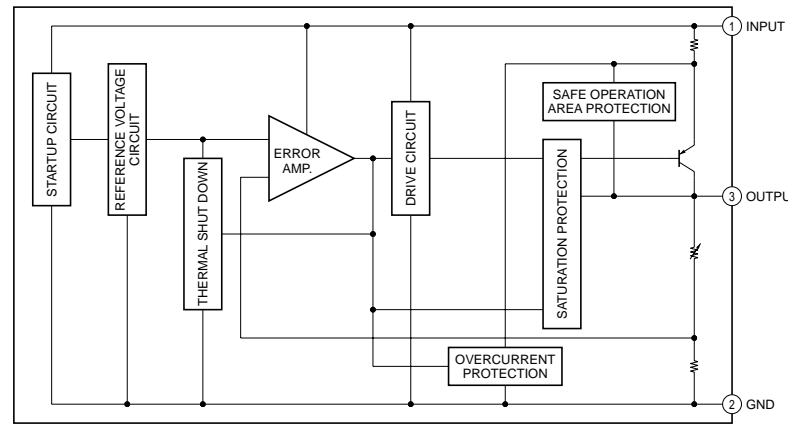 1 INPUT
STARTUP CIRCUIT
REFERENCE VOLTAGE
CIRCUIT
THERMAL SHUT DOWN
ERROR
AMP.
DRIVE CIRCUIT
SAFE OPERATION
AREA PROTECTION
SATURATION PROTECTION
3 OUTPU
OVERCURRENT
PROTECTION
2 GND